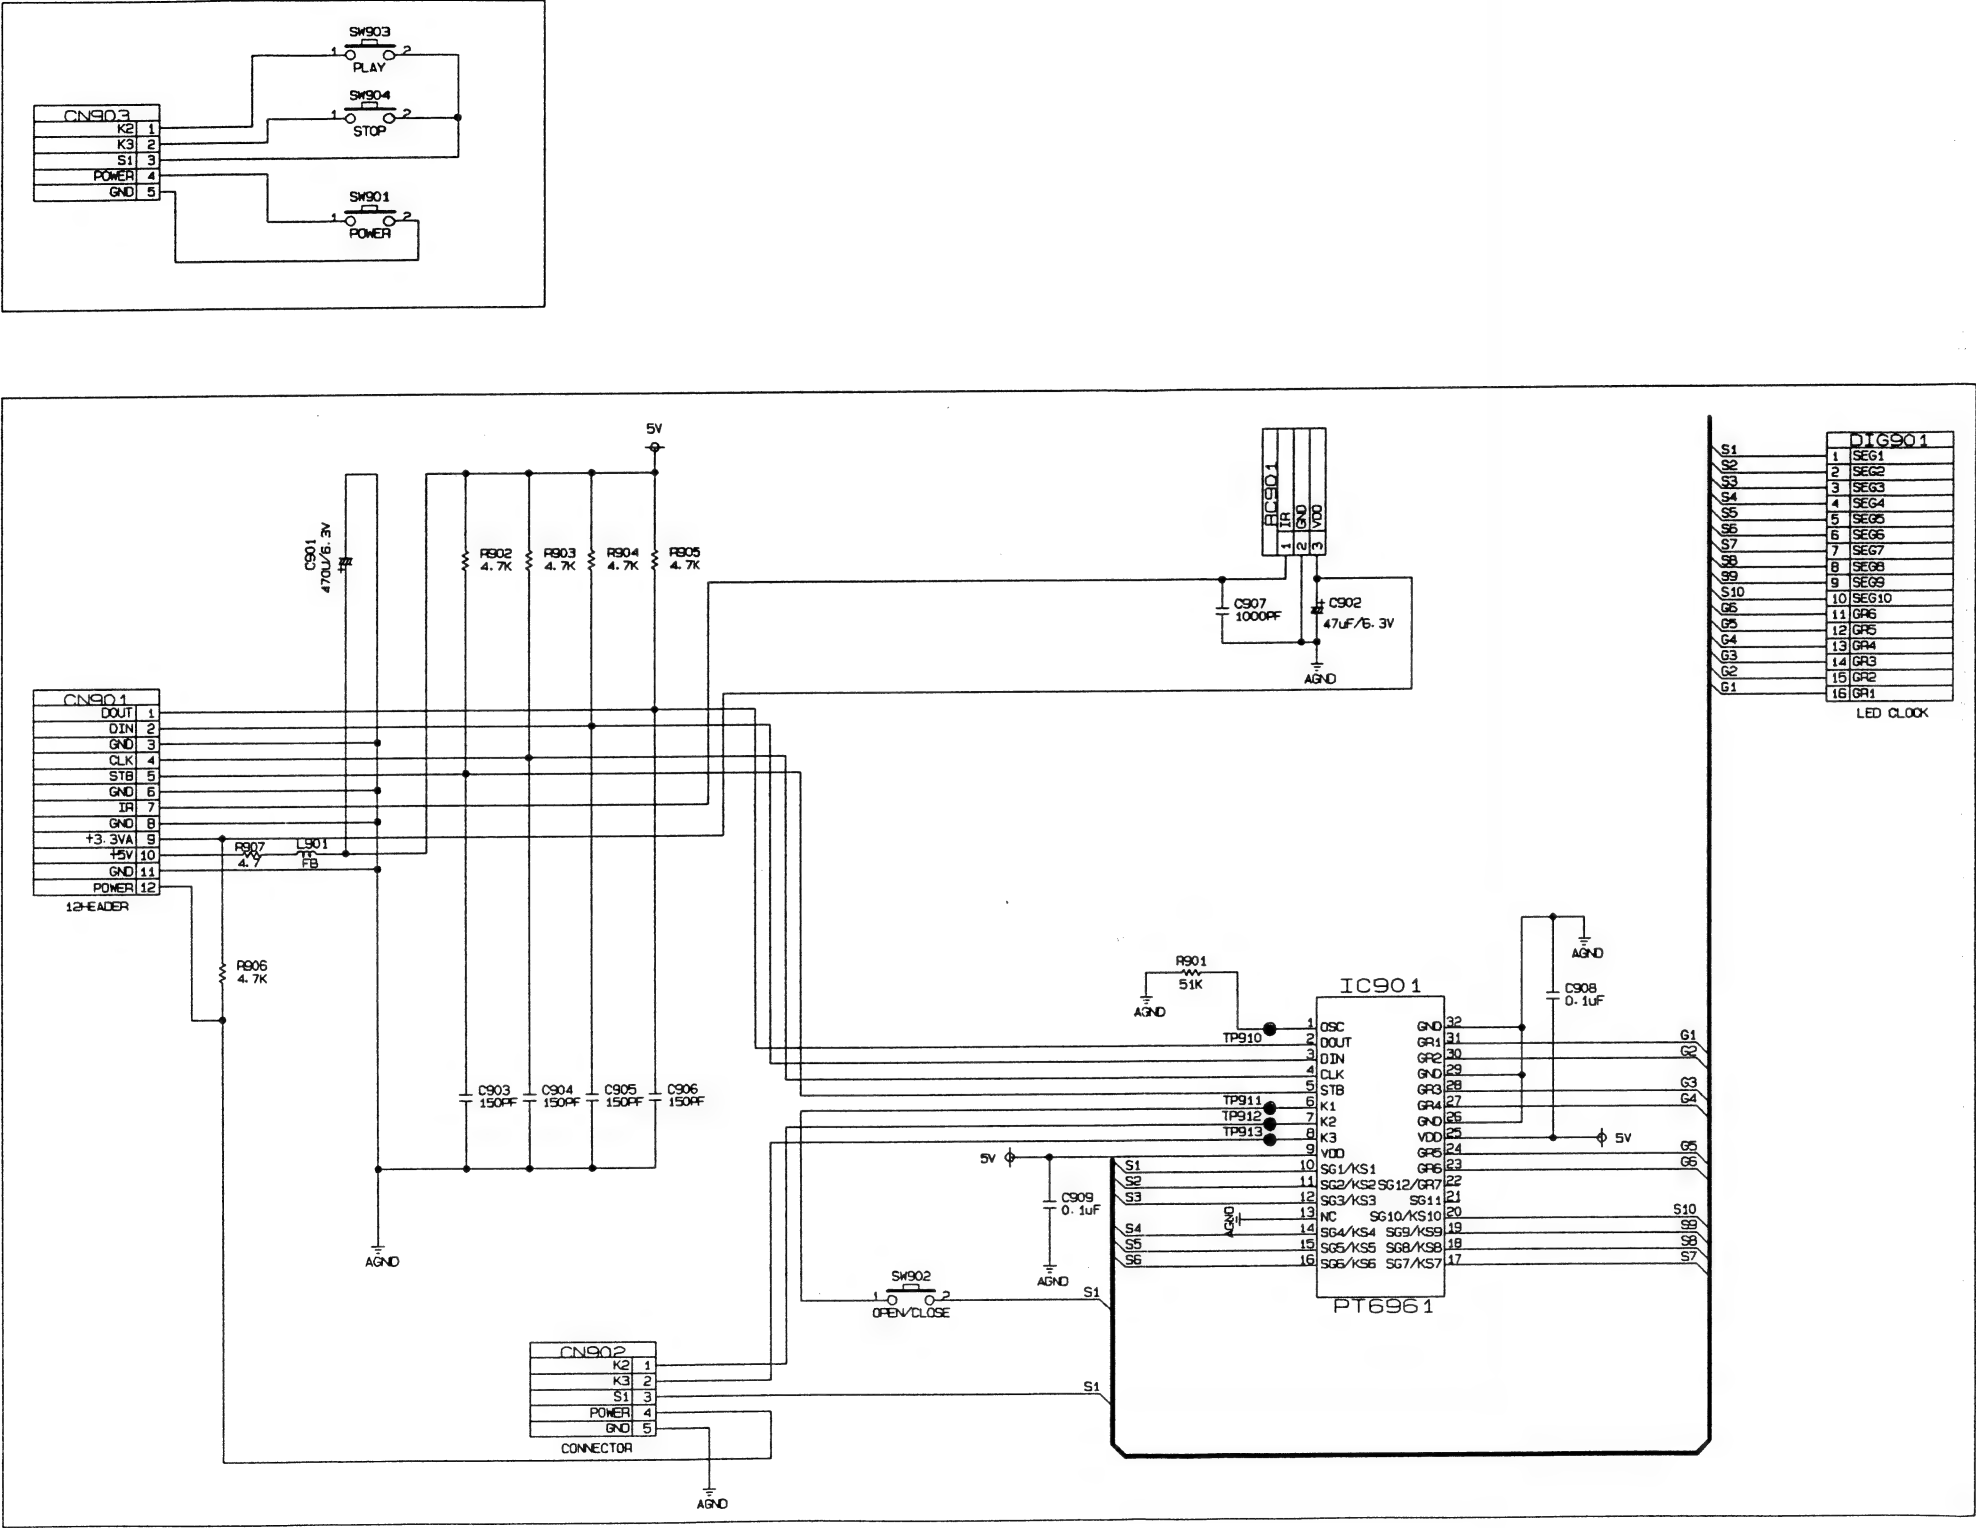 SW903
1 2
PLAY
SW904
1 2
STOP
CN903
K2 1
K3 2
S1 3
POWER 4
GND 5
SW901
1 2
POWER
5V
C901
470U/6.3V
R902
4.7K
R903
4.7K
R904
4.7K
R905
4.7K
RC901
IR 1
GND 2
VDD 3
C907
1000PF
C902
47uF/6.3V
AGND
DIG901
S1 1 SEG1
S2 2 SEG2
S3 3 SEG3
S4 4 SEG4
S5 5 SEG5
S6 6 SEG6
S7 7 SEG7
S8 8 SEG8
S9 9 SEG9
S10 10 SEG10
G6 11 GR6
G5 12 GR5
G4 13 GR4
G3 14 GR3
G2 15 GR2
G1 16 GR1
LED CLOCK
CN901
DOUT 1
DIN 2
GND 3
CLK 4
STB 5
GND 6
IR 7
GND 8
+3.3VA 9
+5V 10
GND 11
POWER 12
12HEADER
R907
4.7
L901
FB
R906
4.7K
C903
150PF
C904
150PF
C905
150PF
C906
150PF
AGND
R901
51K
AGND
TP910
TP911
TP912
TP913
IC901
1 OSC
2 DOUT
3 DIN
4 CLK
5 STB
6 K1
7 K2
8 K3
9 VDD
10 SG1/KS1
11 SG2/KS2
12 SG3/KS3
13 NC
14 SG4/KS4
15 SG5/KS5
16 SG6/KS6
GND 32
GR1 31
GR2 30
GND 29
GR3 28
GR4 27
GND 26
VDD 25
GR5 24
GR6 23
SG12/GR7 22
SG11 21
SG10/KS10 20
SG9/KS9 19
SG8/KS8 18
SG7/KS7 17
PT6961
AGND
C908
0.1uF
5V
G1
G2
G3
G4
G5
G6
S10
S9
S8
S7
5V
C909
0.1uF
AGND
S1
S2
S3
S4
S5
S6
AGND
SW902
1 2
OPEN/CLOSE
S1
CN902
K2 1
K3 2
S1 3
POWER 4
GND 5
CONNECTOR
S1
AGND